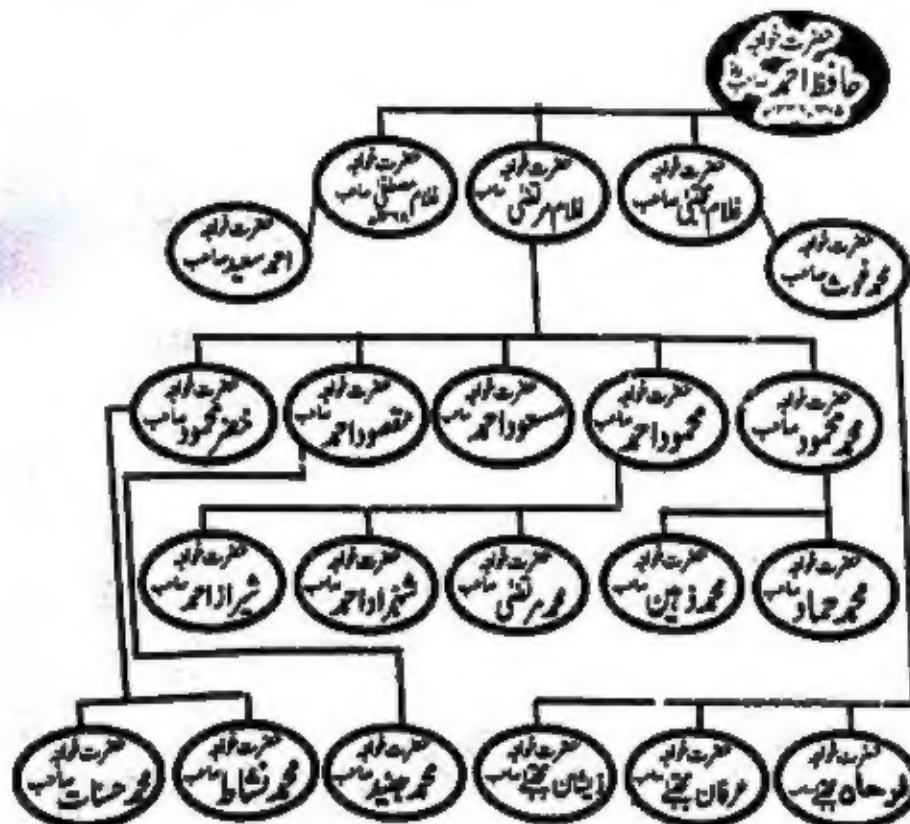 حضرت خواجہ
حافظ احمد صاحب
حضرت خواجہ
غلام مجتبیٰ صاحب
حضرت خواجہ
غلام مرتضیٰ صاحب
حضرت خواجہ
غلام مصطفیٰ صاحب
حضرت خواجہ
محمد غوث صاحب
حضرت خواجہ
احمد سعید صاحب
حضرت خواجہ
محمد محمود صاحب
حضرت خواجہ
محمود احمد صاحب
حضرت خواجہ
مسعود احمد صاحب
حضرت خواجہ
مقصود احمد صاحب
حضرت خواجہ
خضر محمود صاحب
حضرت خواجہ
محمد حماد صاحب
حضرت خواجہ
محمد ذہین صاحب
حضرت خواجہ
محمد مرتضیٰ صاحب
حضرت خواجہ
شہزاد احمد صاحب
حضرت خواجہ
شیراز احمد صاحب
حضرت خواجہ
حضرت خواجہ
عرفان مجتبیٰ صاحب
حضرت خواجہ
ذیشان مجتبیٰ صاحب
حضرت خواجہ
محمد جنید صاحب
حضرت خواجہ
محمد نشاط صاحب
حضرت خواجہ
محمد حسنات صاحب